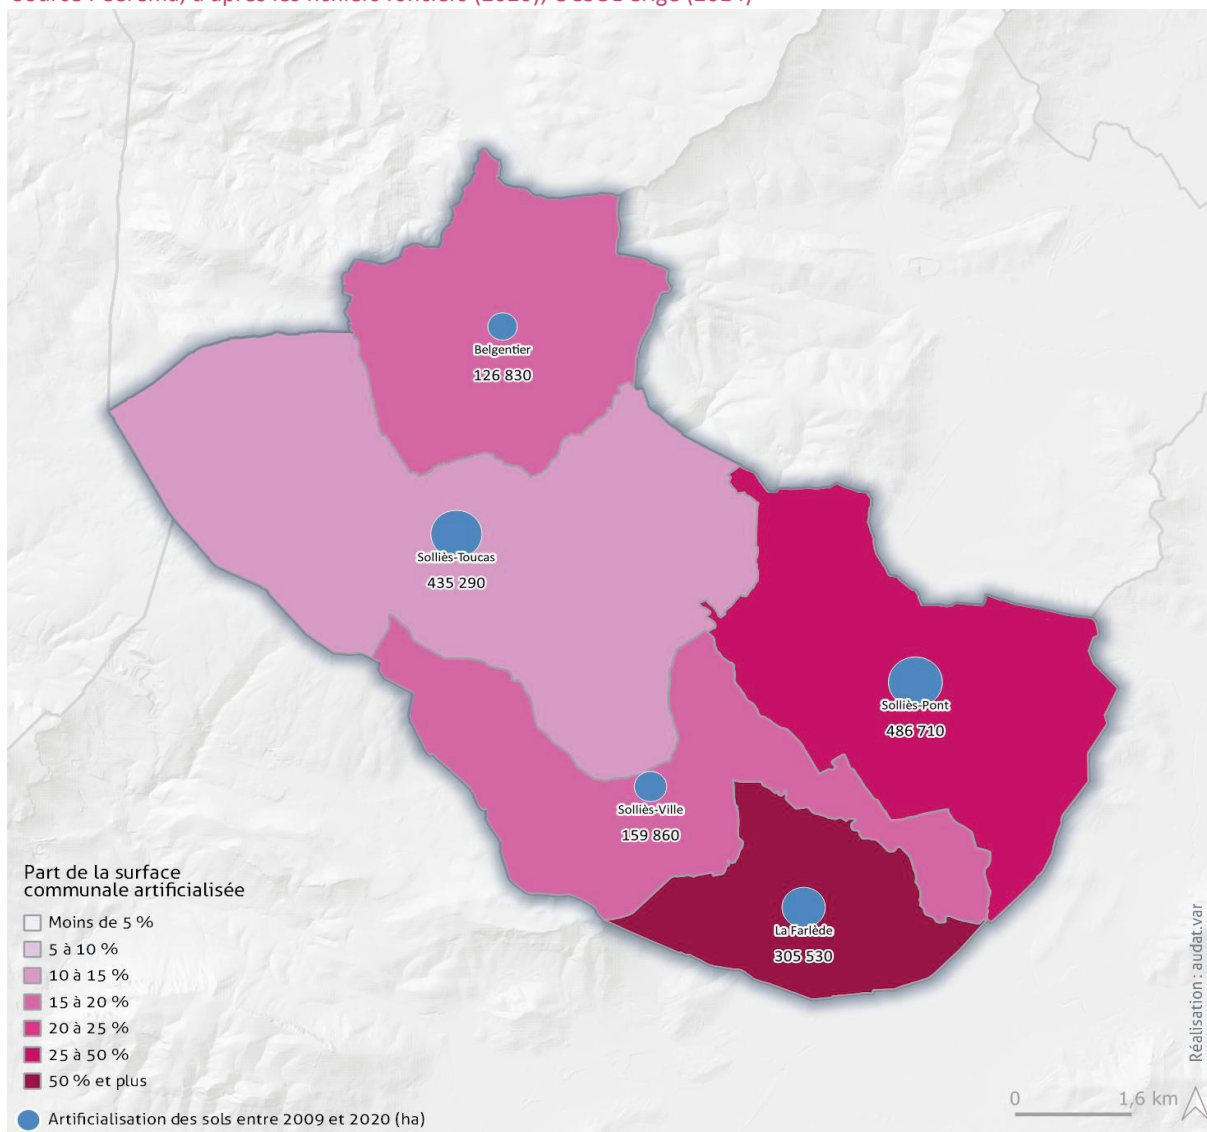 Belgentier
126 830
Solliès-Toucas
435 290
Solliès-Pont
486 710
Solliès-Ville
159 860
La Farlède
305 530
Part de la surface
communale artificialisée
Moins de 5 %
5 à 10 %
10 à 15 %
15 à 20 %
20 à 25 %
25 à 50 %
50 % et plus
Artificialisation des sols entre 2009 et 2020 (ha)
0 1,6 km
Réalisation : audat.var